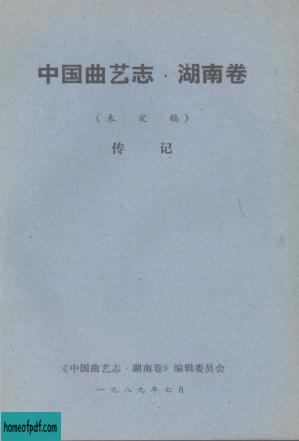 中国曲艺志·湖南卷
（未定稿）
传 记
《中国曲艺志·湖南卷》编辑委员会
一九八九年七月
homeofpdf.com